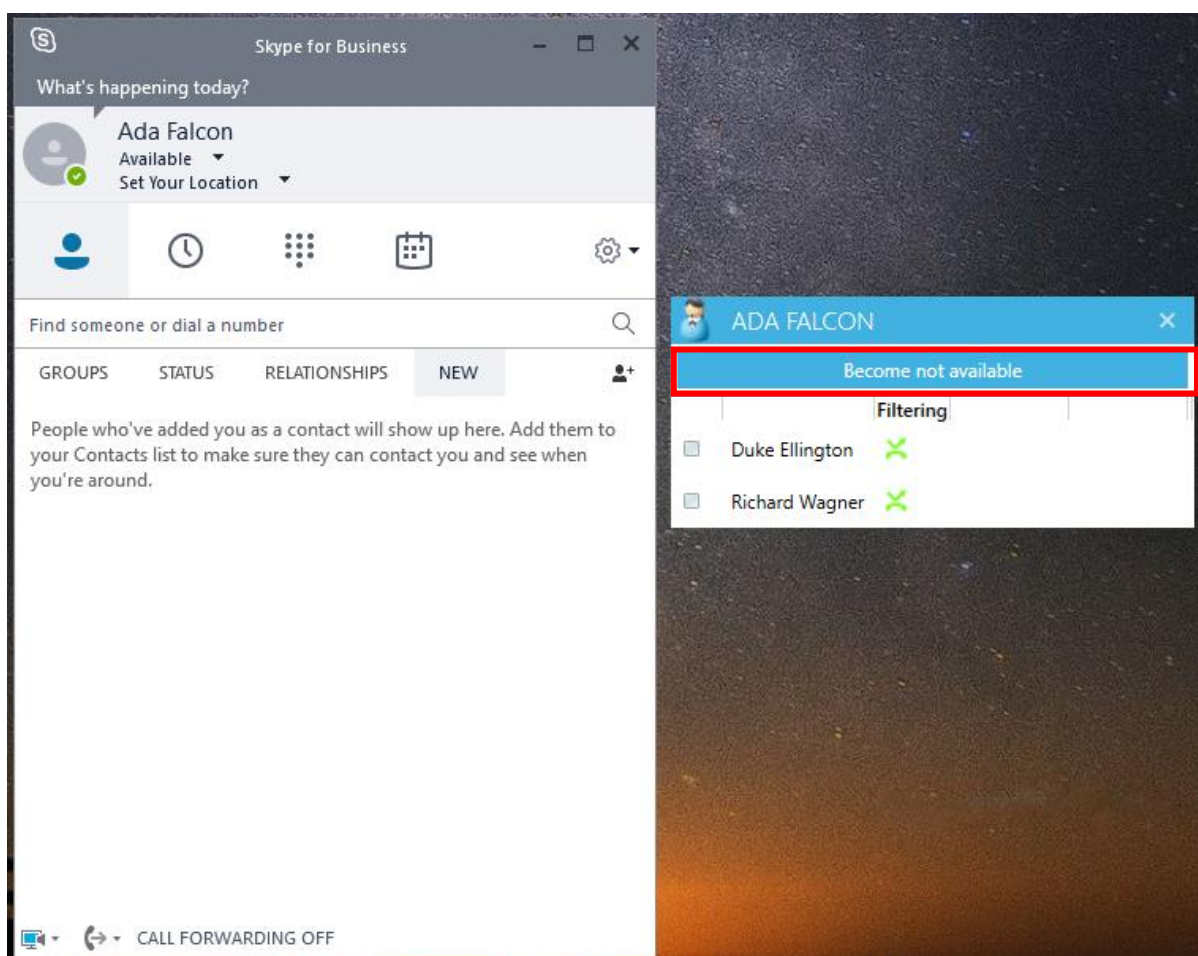 Skype for Business
What's happening today?
Ada Falcon
Available
Set Your Location
Find someone or dial a number
GROUPS STATUS RELATIONSHIPS NEW
People who've added you as a contact will show up here. Add them to
your Contacts list to make sure they can contact you and see when
you're around.
CALL FORWARDING OFF
ADA FALCON
Become not available
Filtering
Duke Ellington
Richard Wagner